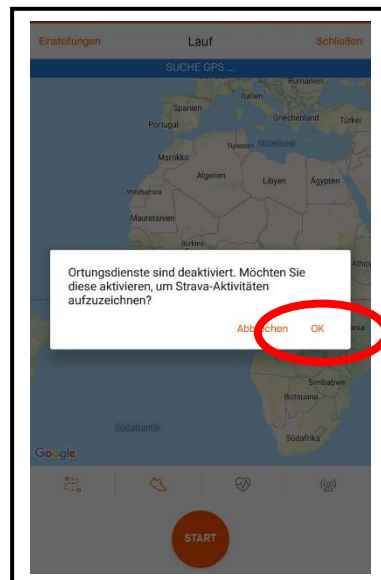 Einstellungen Lauf Schließen
SUCHE GPS ...
Rumänien
Italien
Spanien
Griechenland Türkei
Portugal
Tunesien Mittelmeer
Marokko
Algerien Libyen Ägypten
Westsahara
Mauretanien
Burkina
Ortungsdienste sind deaktiviert. Möchten Sie
diese aktivieren, um Strava-Aktivitäten
aufzuzeichnen?
Abbrechen OK
Simbabwe
Botsuana
Südatlantik
Südafrika
Google
START